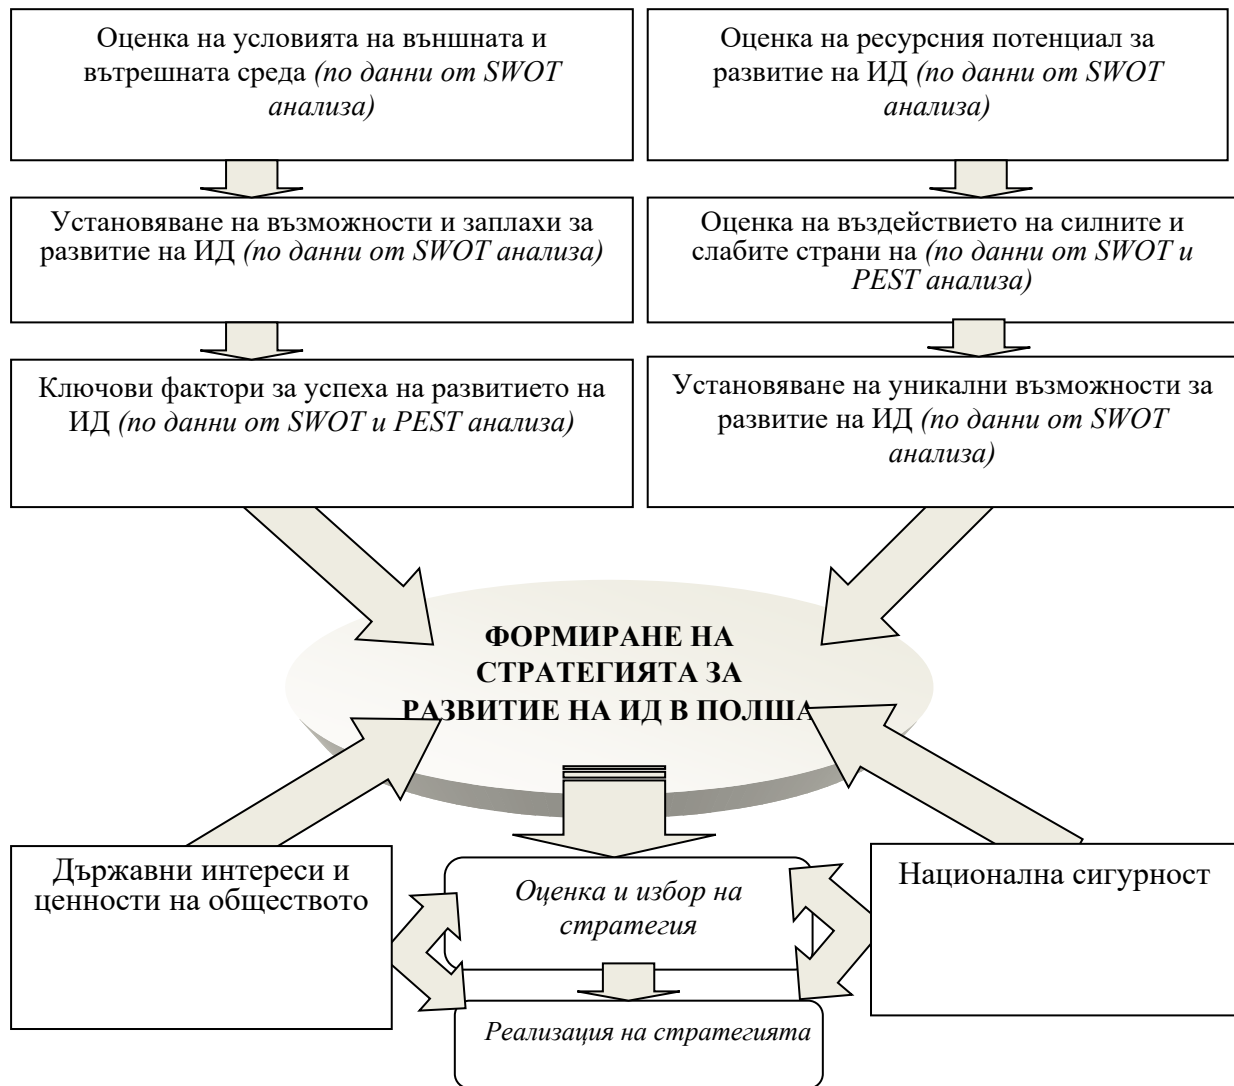 Оценка на условията на външната и
вътрешната среда (по данни от SWOT
анализа)
Оценка на ресурсния потенциал за
развитие на ИД (по данни от SWOT
анализа)
Установяване на възможности и заплахи за
развитие на ИД (по данни от SWOT анализа)
Оценка на въздействието на силните и
слабите страни на (по данни от SWOT и
PEST анализа)
Ключови фактори за успеха на развитието на
ИД (по данни от SWOT и PEST анализа)
Установяване на уникални възможности за
развитие на ИД (по данни от SWOT
анализа)
ФОРМИРАНЕ НА
СТРАТЕГИЯТА ЗА
РАЗВИТИЕ НА ИД В ПОЛША
Държавни интереси и
ценности на обществото
Оценка и избор на
стратегия
Национална сигурност
Реализация на стратегията